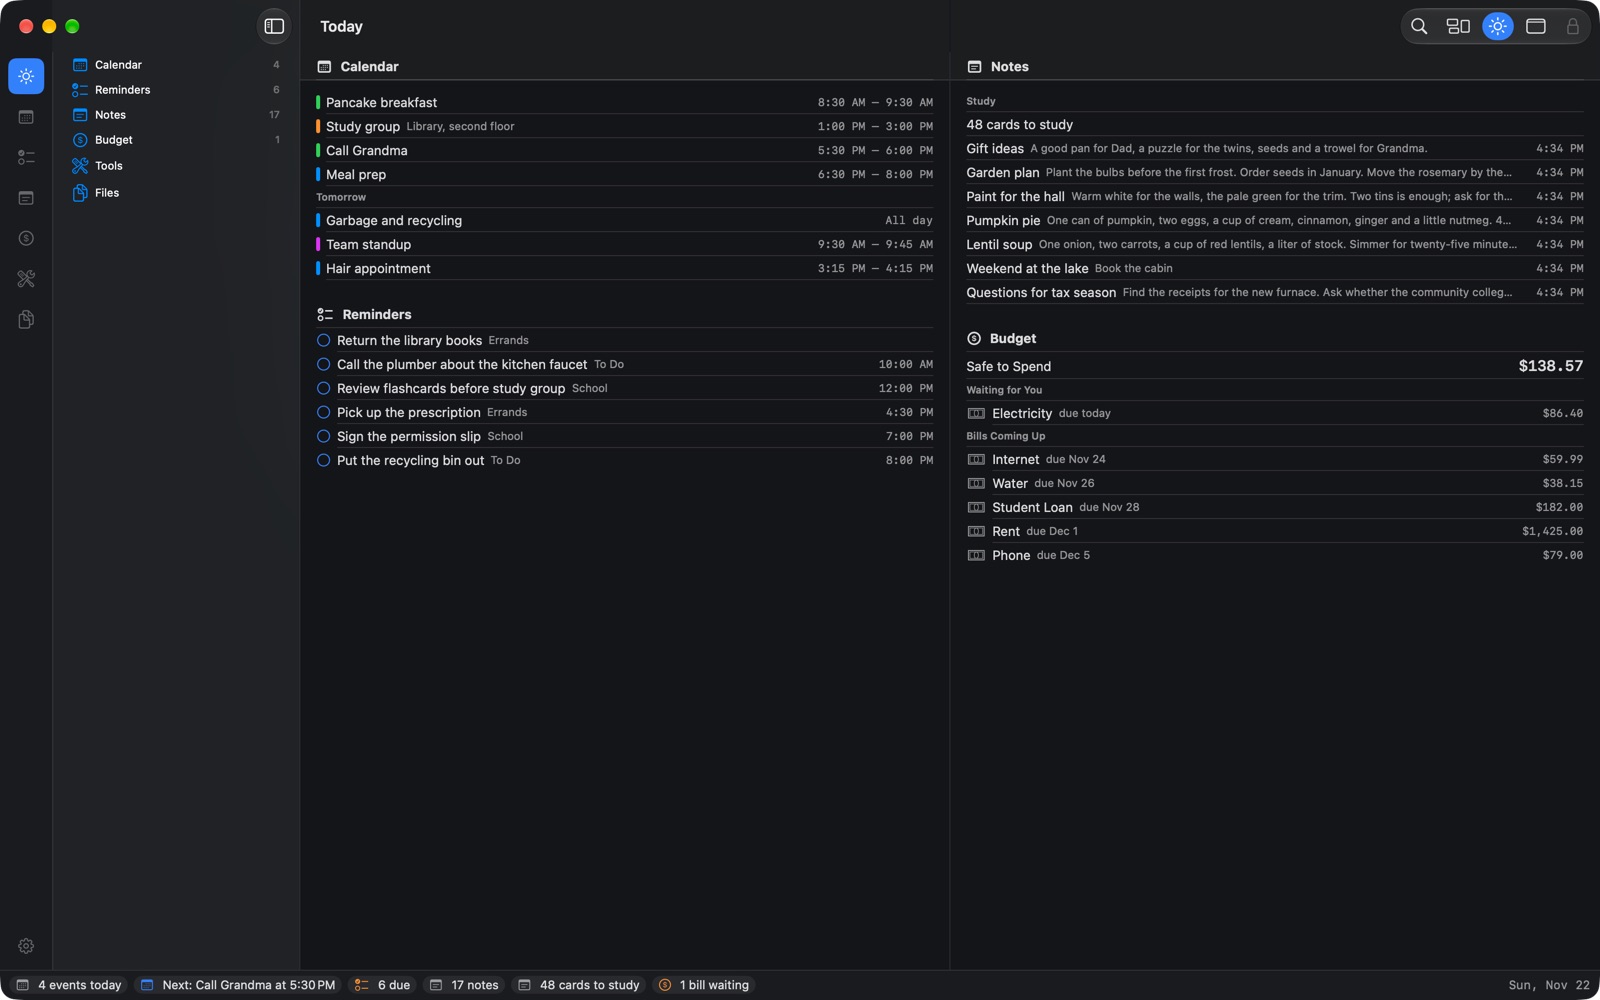 Today
Calendar 4
Reminders 6
Notes 17
Budget 1
Tools
Files
Calendar
Pancake breakfast 8:30 AM — 9:30 AM
Study group Library, second floor 1:00 PM — 3:00 PM
Call Grandma 5:30 PM — 6:00 PM
Meal prep 6:30 PM — 8:00 PM
Tomorrow
Garbage and recycling All day
Team standup 9:30 AM — 9:45 AM
Hair appointment 3:15 PM — 4:15 PM
Reminders
Return the library books Errands
Call the plumber about the kitchen faucet To Do 10:00 AM
Review flashcards before study group School 12:00 PM
Pick up the prescription Errands 4:30 PM
Sign the permission slip School 7:00 PM
Put the recycling bin out To Do 8:00 PM
Notes
Study
48 cards to study
Gift ideas A good pan for Dad, a puzzle for the twins, seeds and a trowel for Grandma. 4:34 PM
Garden plan Plant the bulbs before the first frost. Order seeds in January. Move the rosemary by the... 4:34 PM
Paint for the hall Warm white for the walls, the pale green for the trim. Two tins is enough; ask for th... 4:34 PM
Pumpkin pie One can of pumpkin, two eggs, a cup of cream, cinnamon, ginger and a little nutmeg. 4... 4:34 PM
Lentil soup One onion, two carrots, a cup of red lentils, a liter of stock. Simmer for twenty-five minute... 4:34 PM
Weekend at the lake Book the cabin 4:34 PM
Questions for tax season Find the receipts for the new furnace. Ask whether the community colleg... 4:34 PM
Budget
Safe to Spend $138.57
Waiting for You
Electricity due today $86.40
Bills Coming Up
Internet due Nov 24 $59.99
Water due Nov 26 $38.15
Student Loan due Nov 28 $182.00
Rent due Dec 1 $1,425.00
Phone due Dec 5 $79.00
4 events today Next: Call Grandma at 5:30 PM 6 due 17 notes 48 cards to study 1 bill waiting Sun, Nov 22